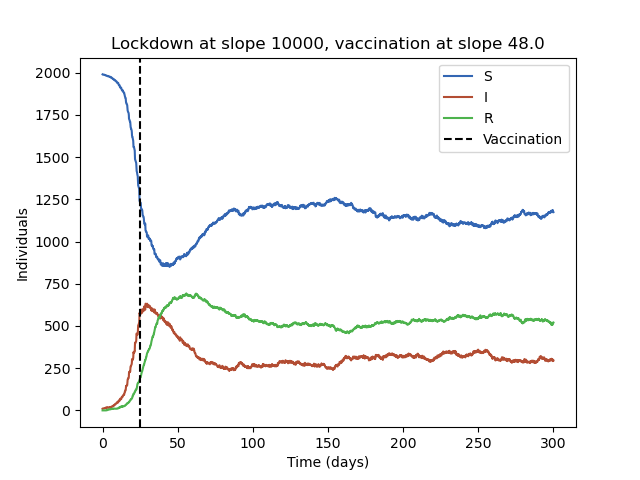 Lockdown at slope 10000, vaccination at slope 48.0
2000
1750
1500
1250
1000
750
500
250
0
Individuals
S
I
R
Vaccination
0 50 100 150 200 250 300
Time (days)